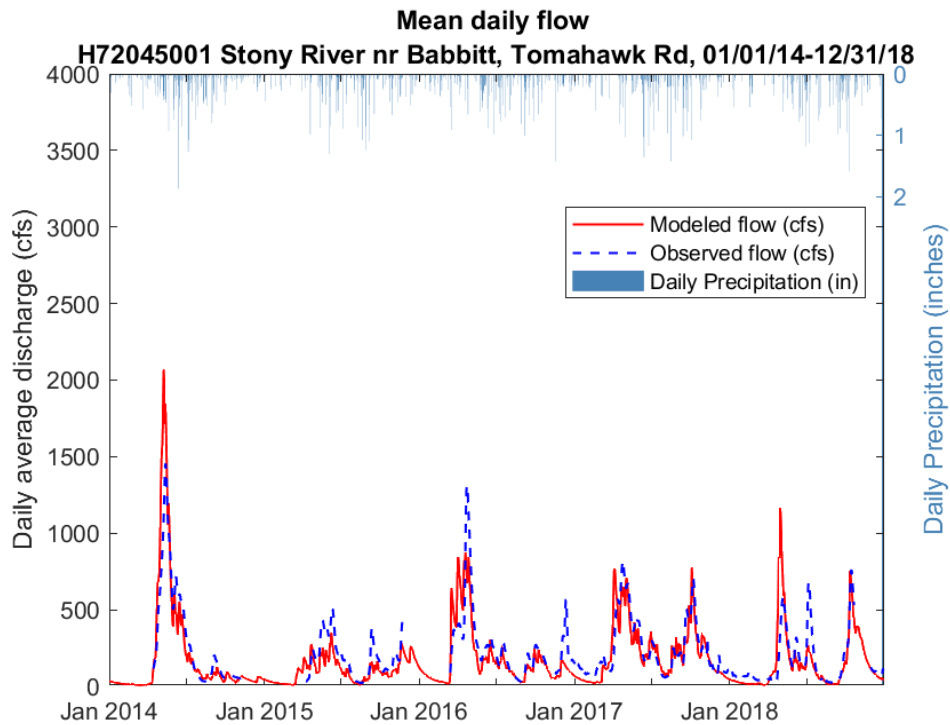 Mean daily flow
H72045001 Stony River nr Babbitt, Tomahawk Rd, 01/01/14-12/31/18
4000
3500
3000
2500
2000
1500
1000
500
0
Daily average discharge (cfs)
Modeled flow (cfs)
Observed flow (cfs)
Daily Precipitation (in)
0
1
2
Daily Precipitation (inches)
Jan 2014
Jan 2015
Jan 2016
Jan 2017
Jan 2018